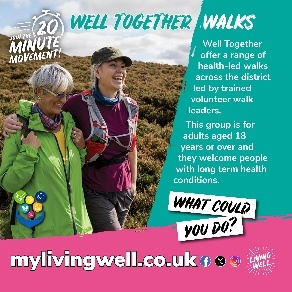 JOIN THE
20
MINUTE
MOVEMENT!
WELL TOGETHER WALKS
Well Together
offer a range of
health-led walks
across the district
led by trained
volunteer walk
leaders.
This group is for
adults aged 18
years or over and
they welcome people
with long term health
conditions.
WHAT COULD
YOU DO?
mylivingwell.co.uk
LIVING
WELL